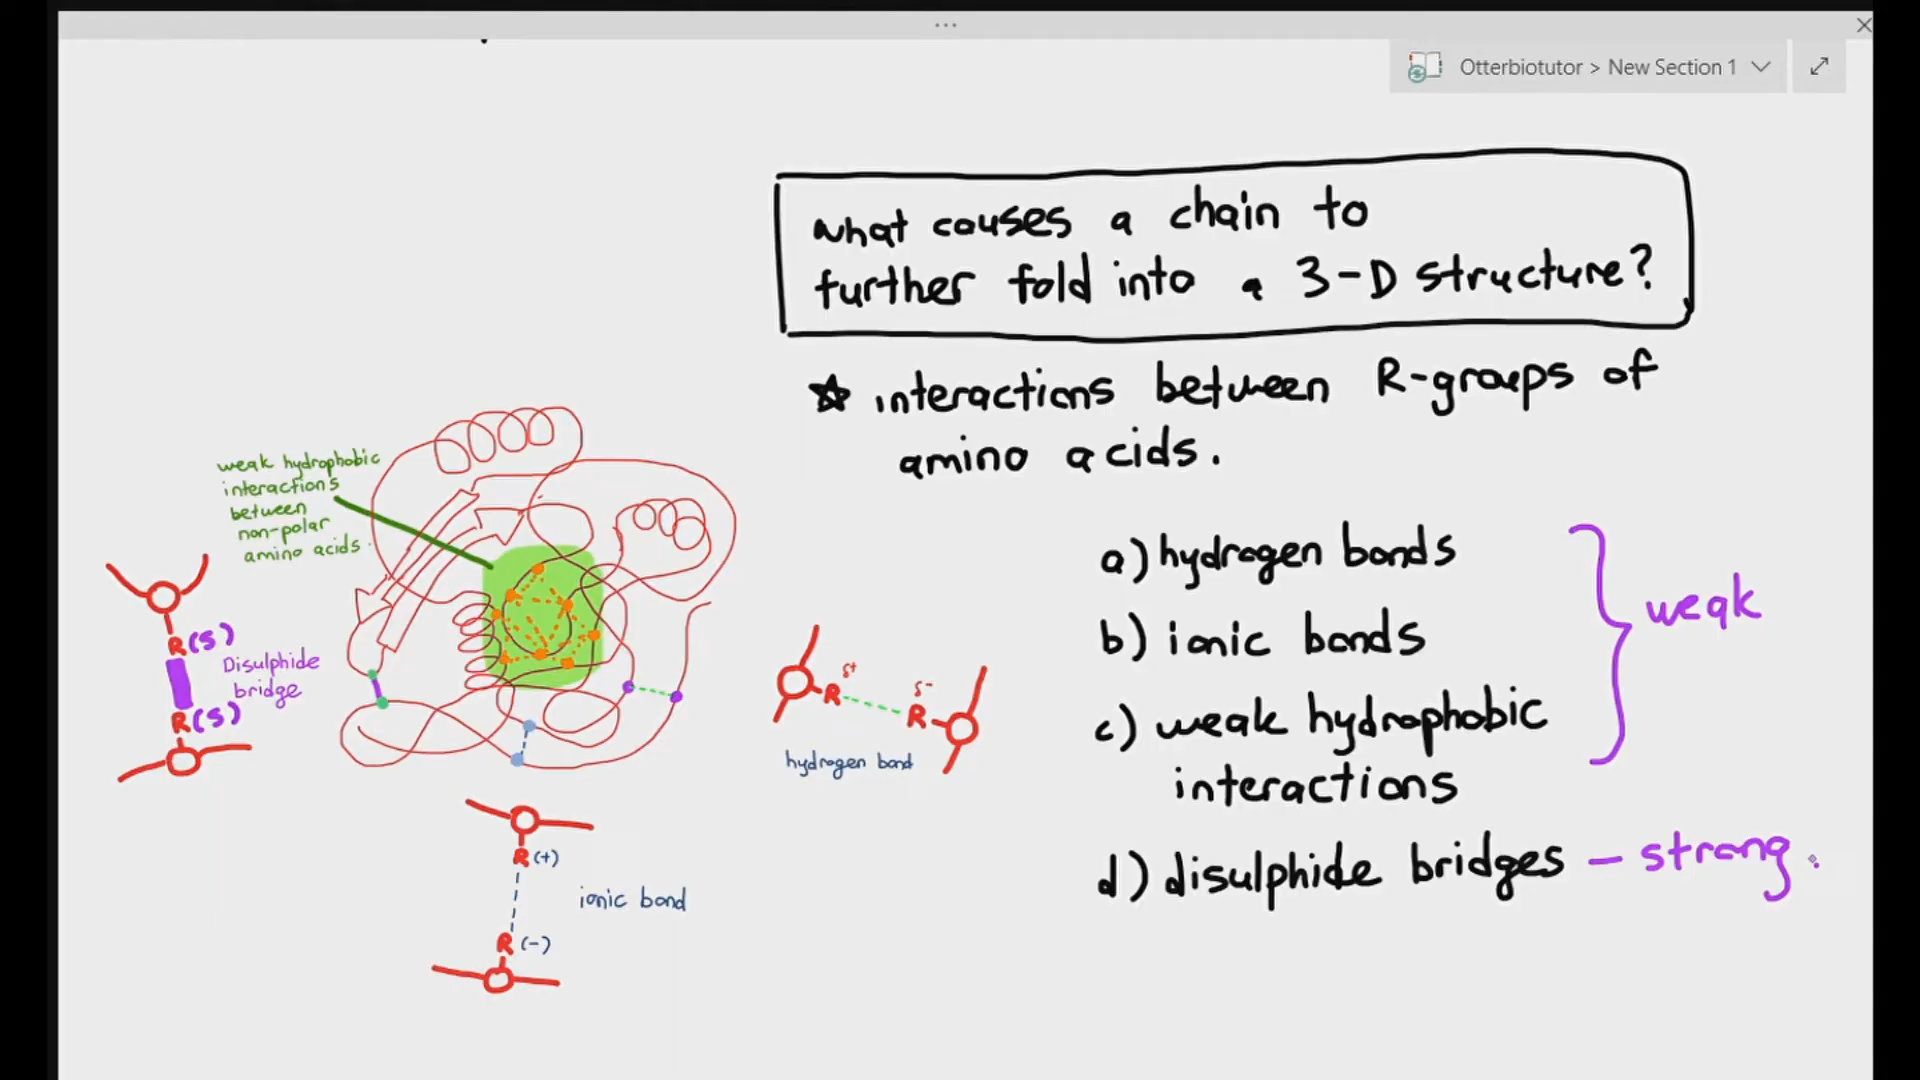 ...
Otterbiotutor > New Section 1
what causes a chain to
further fold into a 3-D structure?
☆ interactions between R-groups of
amino acids.
a) hydrogen bonds
b) ionic bonds
c) weak hydrophobic
interactions
d) disulphide bridges – strong.
weak
weak hydrophobic
interactions
between
non-polar
amino acids.
R(S)
Disulphide
bridge
R(S)
δ+
R
δ-
R
hydrogen bond
R (+)
ionic bond
R (-)